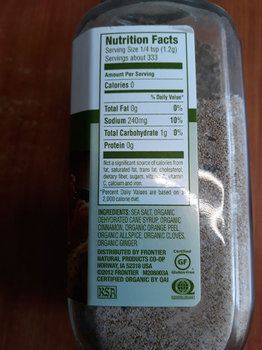 Nutrition Facts
Serving Size 1/4 tsp (1.2g)
Servings about 333
Amount Per Serving
Calories 0
% Daily Value*
Total Fat 0g 0%
Sodium 240mg 10%
Total Carbohydrate 1g 0%
Protein 0g
Not a significant source of calories from
fat, saturated fat, trans fat, cholesterol,
dietary fiber, sugars, vitamin A, vitamin
C, calcium and iron.
*Percent Daily Values are based on a
2,000 calorie diet.
INGREDIENTS: SEA SALT, ORGANIC
DEHYDRATED CANE SYRUP, ORGANIC
CINNAMON, ORGANIC ORANGE PEEL,
ORGANIC ALLSPICE, ORGANIC CLOVES,
ORGANIC GINGER.
DISTRIBUTED BY FRONTIER
NATURAL PRODUCTS CO-OP
NORWAY, IA 52318 USA
©2012 FRONTIER M208003A
CERTIFIED ORGANIC BY QAI
KSA
Certified
GF
Gluten-Free